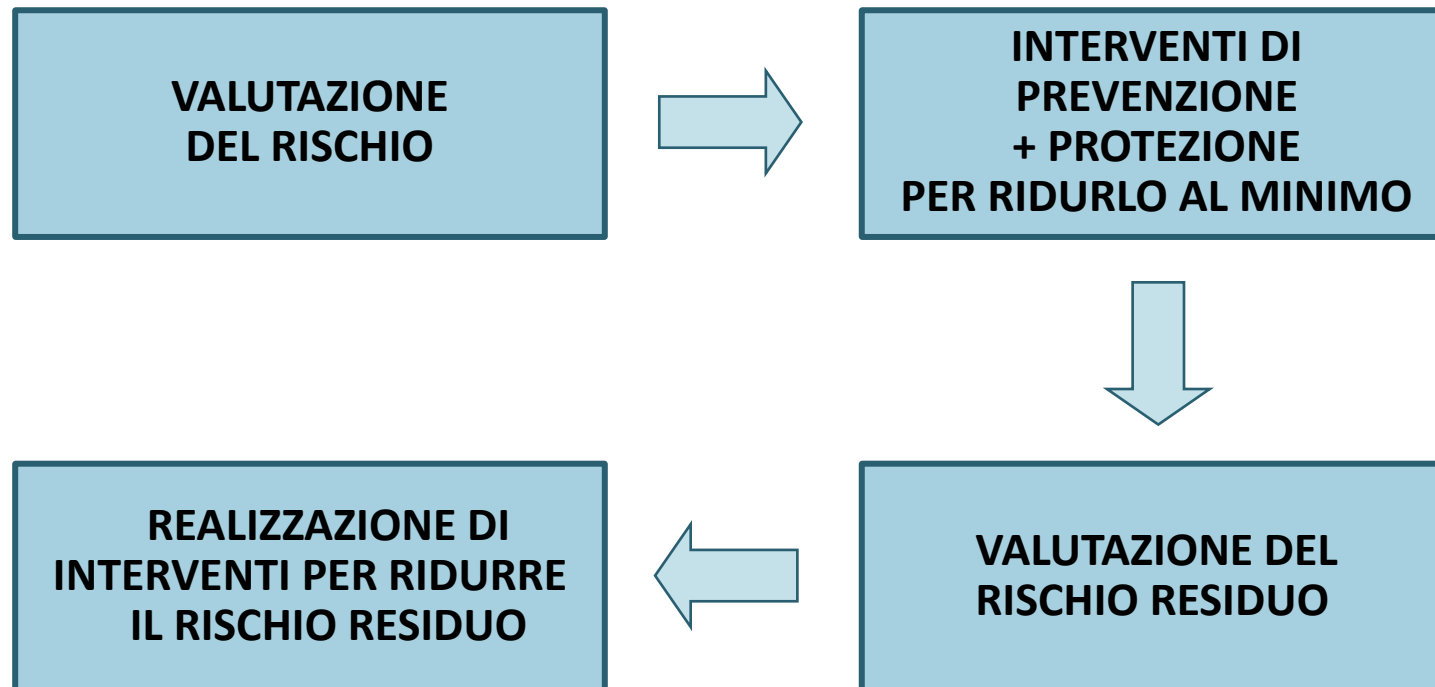 VALUTAZIONE
DEL RISCHIO
INTERVENTI DI
PREVENZIONE
+ PROTEZIONE
PER RIDURLO AL MINIMO
VALUTAZIONE DEL
RISCHIO RESIDUO
REALIZZAZIONE DI
INTERVENTI PER RIDURRE
IL RISCHIO RESIDUO